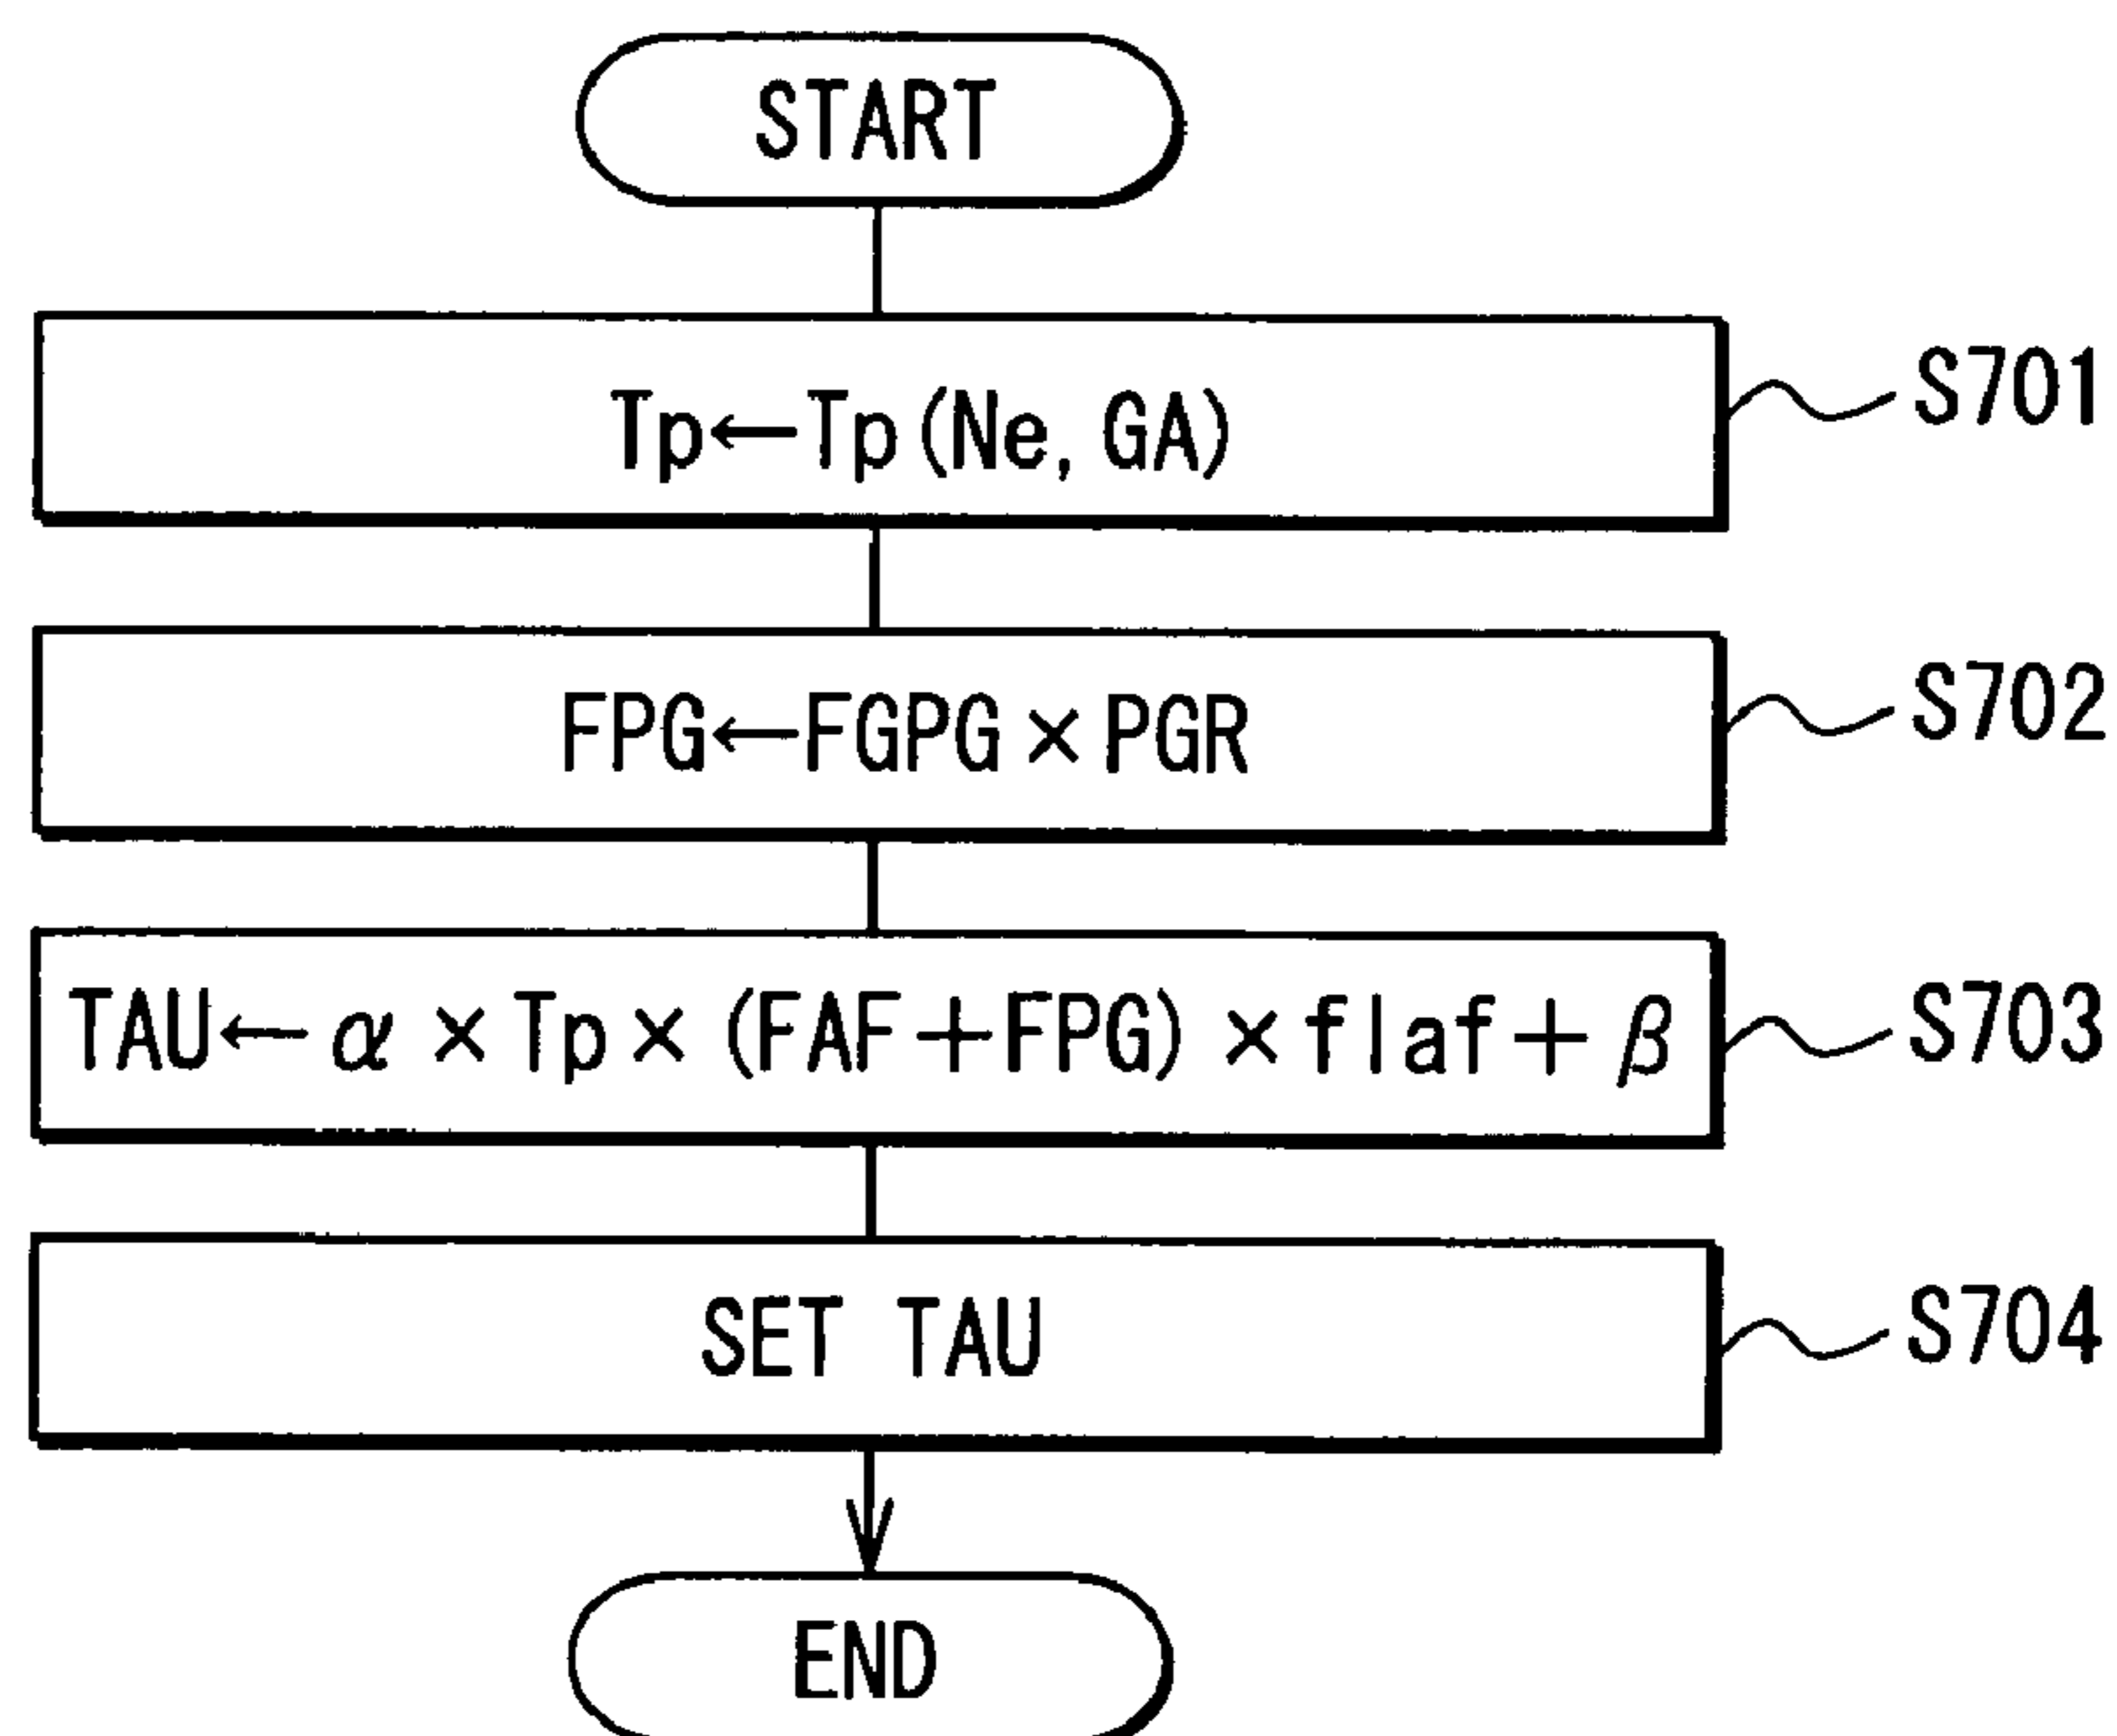 START
Tp←Tp(Ne, GA)
S701
FPG←FGPG×PGR
S702
TAU←α×Tp×(FAF+FPG)×flaf+β
S703
SET TAU
S704
END